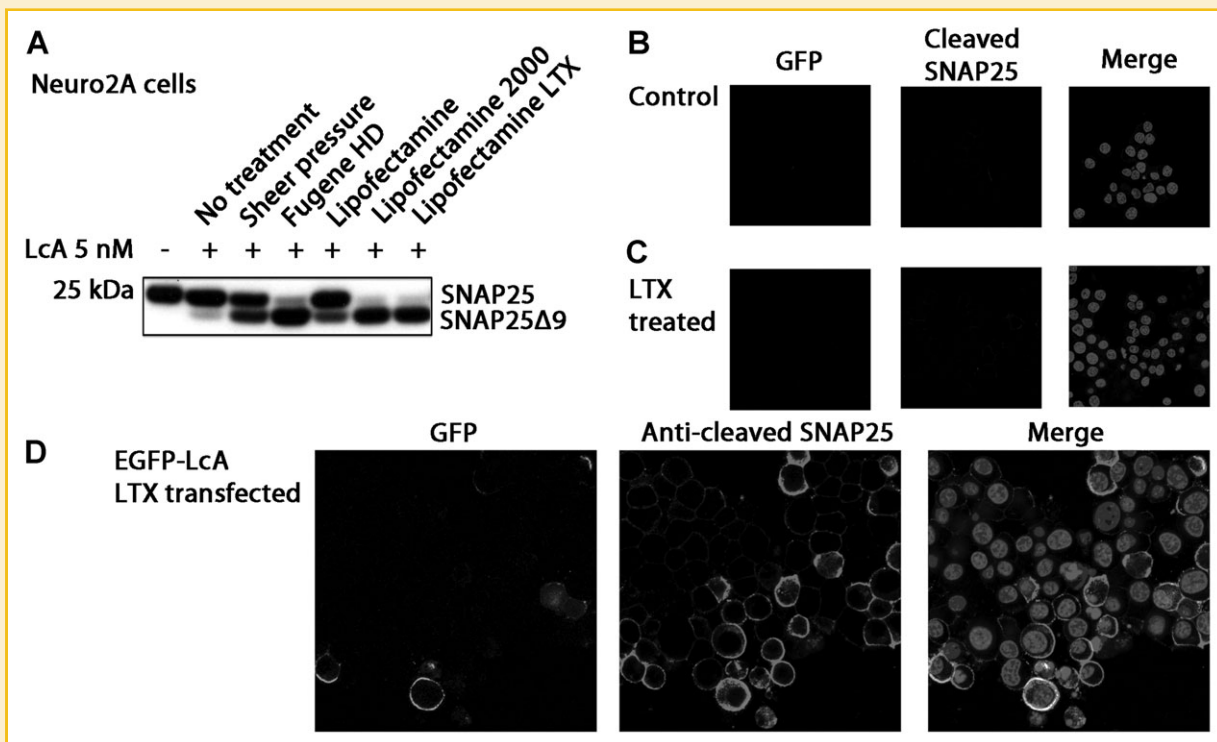 A
Neuro2A cells
No treatment
Sheer pressure
Fugene HD
Lipofectamine
Lipofectamine 2000
Lipofectamine LTX
LcA 5 nM - + + + + + +
25 kDa
SNAP25
SNAP25Δ9
B
GFP
Cleaved
SNAP25
Merge
Control
C
LTX
treated
D
EGFP-LcA
LTX transfected
GFP
Anti-cleaved SNAP25
Merge